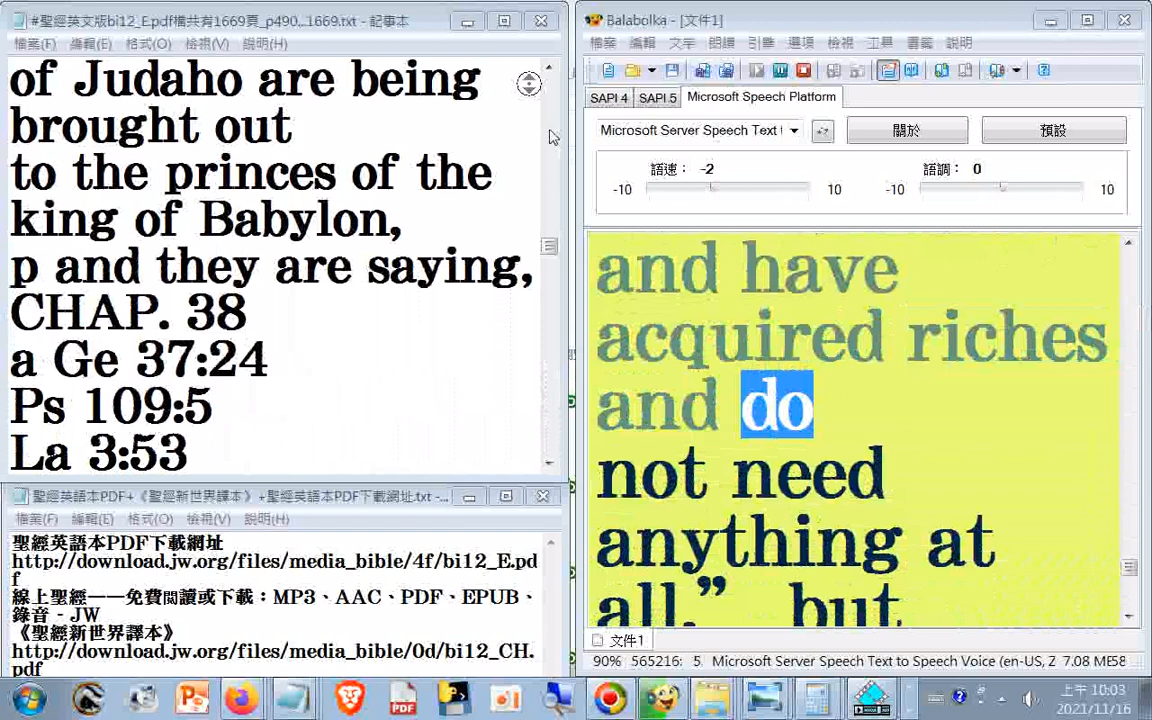 #聖經英文版bi12_E.pdf橫共有1669頁_p490,..1669.txt - 記事本
檔案(F) 編輯(E) 格式(O) 檢視(V) 說明(H)
of Judaho are being
brought out
to the princes of the
king of Babylon,
p and they are saying,
CHAP. 38
a Ge 37:24
Ps 109:5
La 3:53
聖經英語本PDF+《聖經新世界譯本》+聖經英語本PDF下載網址.txt -...
檔案(F) 編輯(E) 格式(O) 檢視(V) 說明(H)
聖經英語本PDF下載網址
http://download.jw.org/files/media_bible/4f/bi12_E.pd
f
線上聖經——免費閱讀或下載：MP3、AAC、PDF、EPUB、
錄音 - JW
《聖經新世界譯本》
http://download.jw.org/files/media_bible/0d/bi12_CH.
pdf
Balabolka - [文件1]
檔案 編輯 文字 朗讀 引擎 選項 檢視 工具 書籤 說明
SAPI 4 SAPI 5 Microsoft Speech Platform
Microsoft Server Speech Text 關於 預設
語速： -2 語調： 0
-10 10 -10 10
and have
acquired riches
and do
not need
anything at
all.” but
文件1
90% 565216: 5 Microsoft Server Speech Text to Speech Voice (en-US, Z 7.08 ME58
上午 10:03
2021/11/16